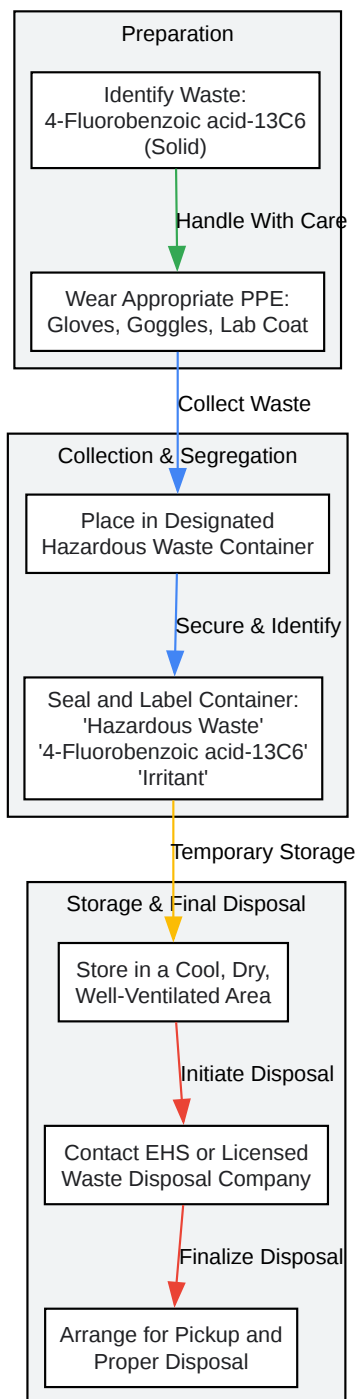 Preparation
Identify Waste:
4-Fluorobenzoic acid-13C6
(Solid)
Handle With Care
Wear Appropriate PPE:
Gloves, Goggles, Lab Coat
Collect Waste
Collection & Segregation
Place in Designated
Hazardous Waste Container
Secure & Identify
Seal and Label Container:
'Hazardous Waste'
'4-Fluorobenzoic acid-13C6'
'Irritant'
Temporary Storage
Storage & Final Disposal
Store in a Cool, Dry,
Well-Ventilated Area
Initiate Disposal
Contact EHS or Licensed
Waste Disposal Company
Finalize Disposal
Arrange for Pickup and
Proper Disposal